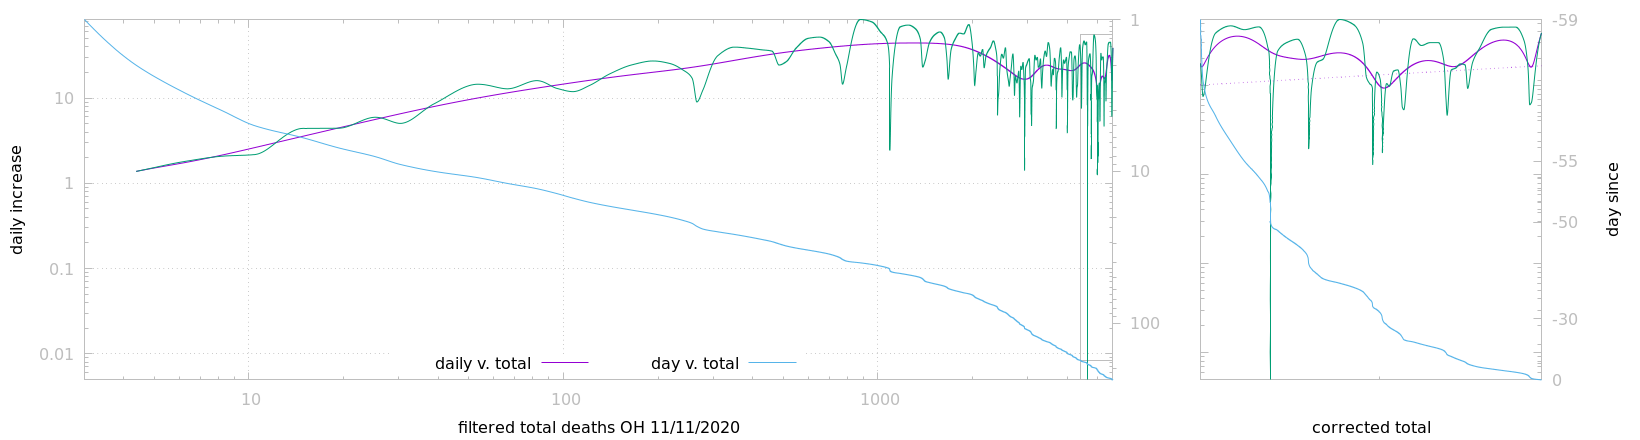 daily increase
10
1
0.1
0.01
daily v. total
day v. total
10
100
1000
filtered total deaths OH 11/11/2020
1
10
100
-59
-55
-50
-30
0
day since
corrected total